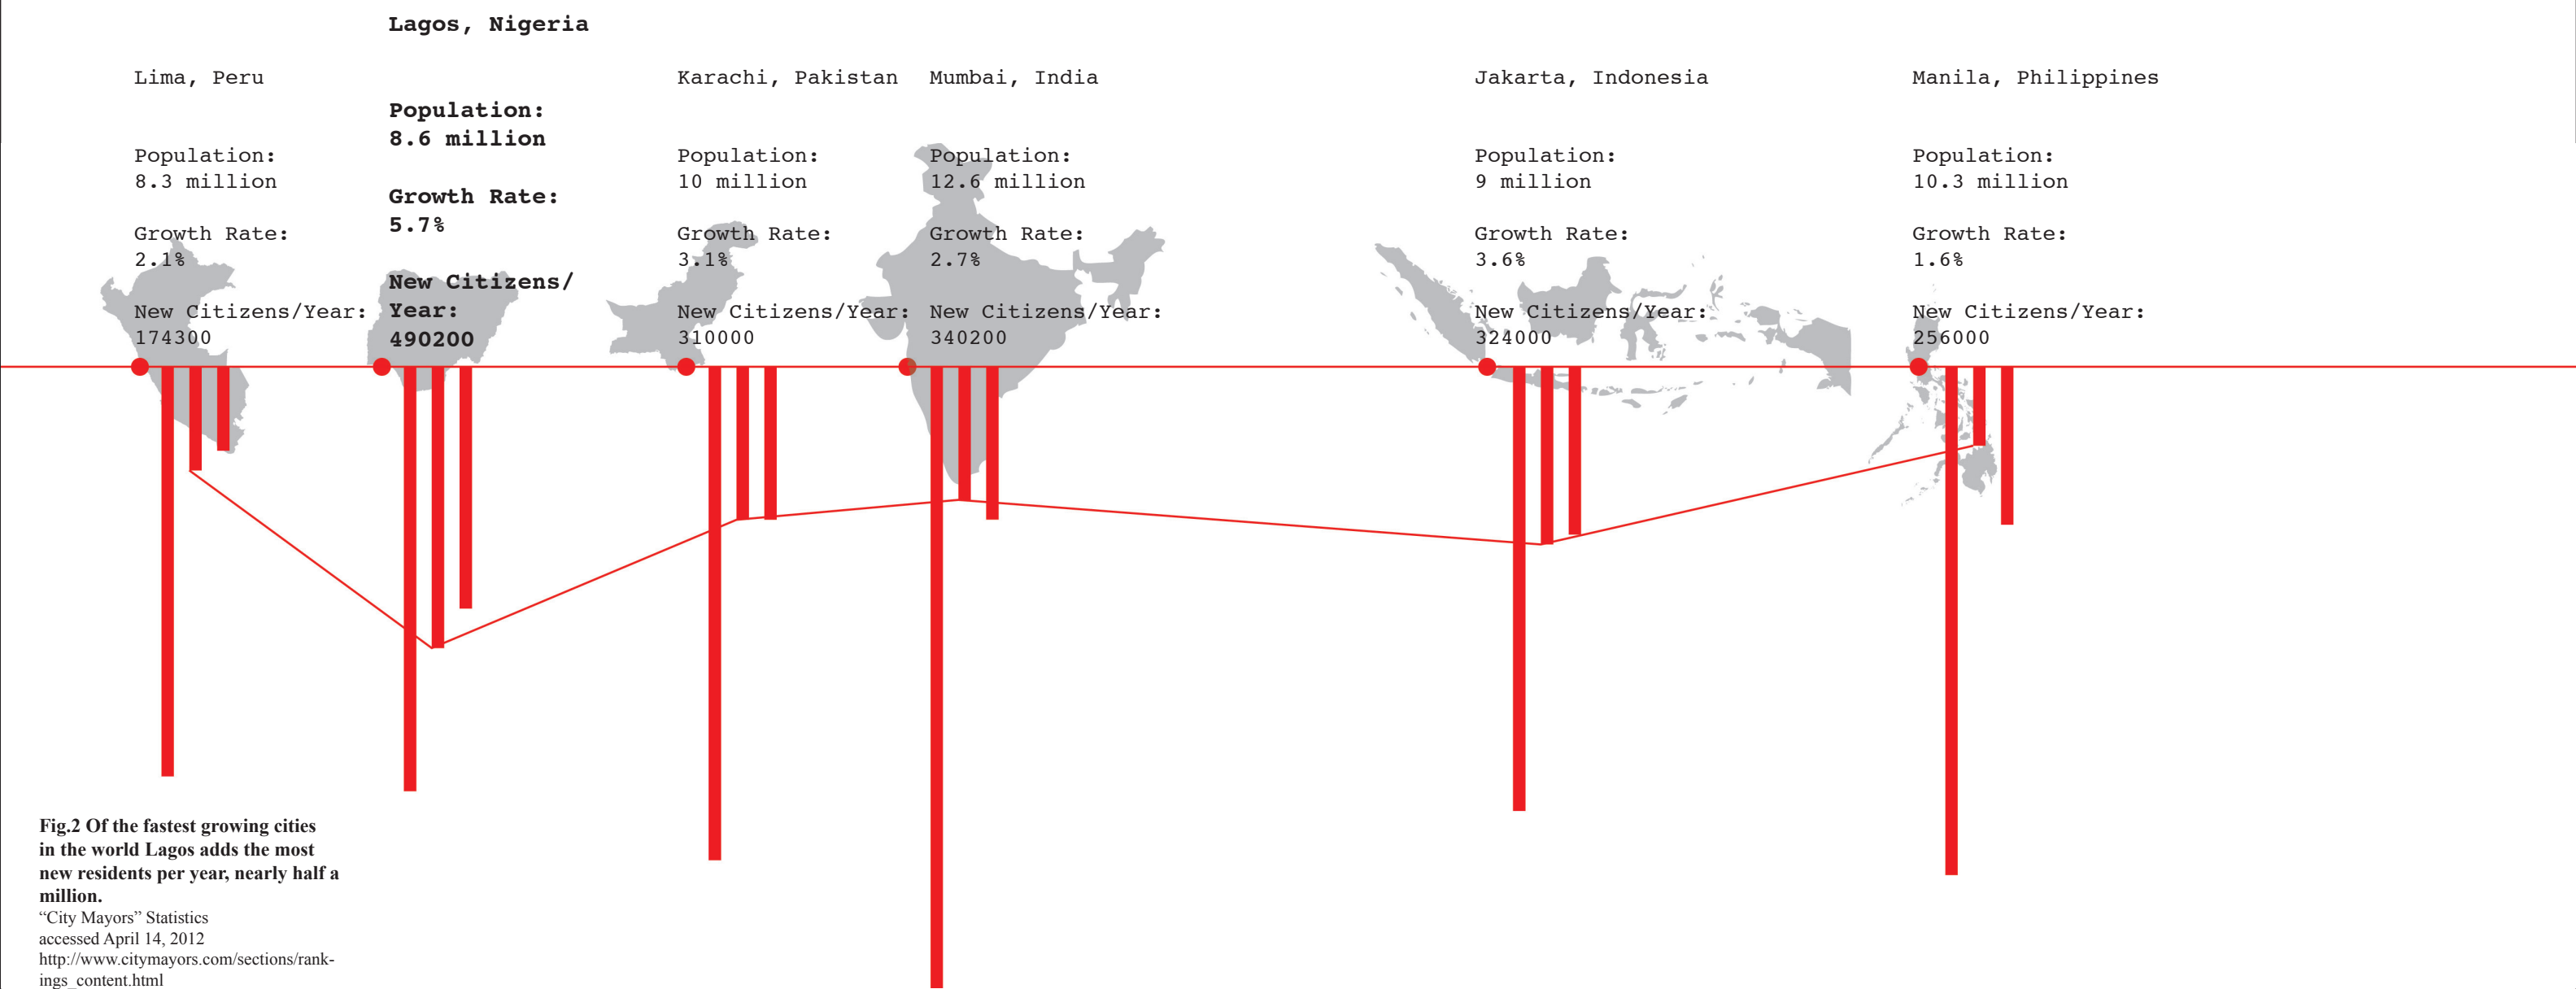 Lima, Peru
Population:
8.3 million
Growth Rate:
2.1%
New Citizens/Year:
174300
Lagos, Nigeria
Population:
8.6 million
Growth Rate:
5.7%
New Citizens/
Year:
490200
Karachi, Pakistan
Population:
10 million
Growth Rate:
3.1%
New Citizens/Year:
310000
Mumbai, India
Population:
12.6 million
Growth Rate:
2.7%
New Citizens/Year:
340200
Jakarta, Indonesia
Population:
9 million
Growth Rate:
3.6%
New Citizens/Year:
324000
Manila, Philippines
Population:
10.3 million
Growth Rate:
1.6%
New Citizens/Year:
256000
Fig.2 Of the fastest growing cities
in the world Lagos adds the most
new residents per year, nearly half a
million.
“City Mayors” Statistics
accessed April 14, 2012
http://www.citymayors.com/sections/rank-
ings_content.html